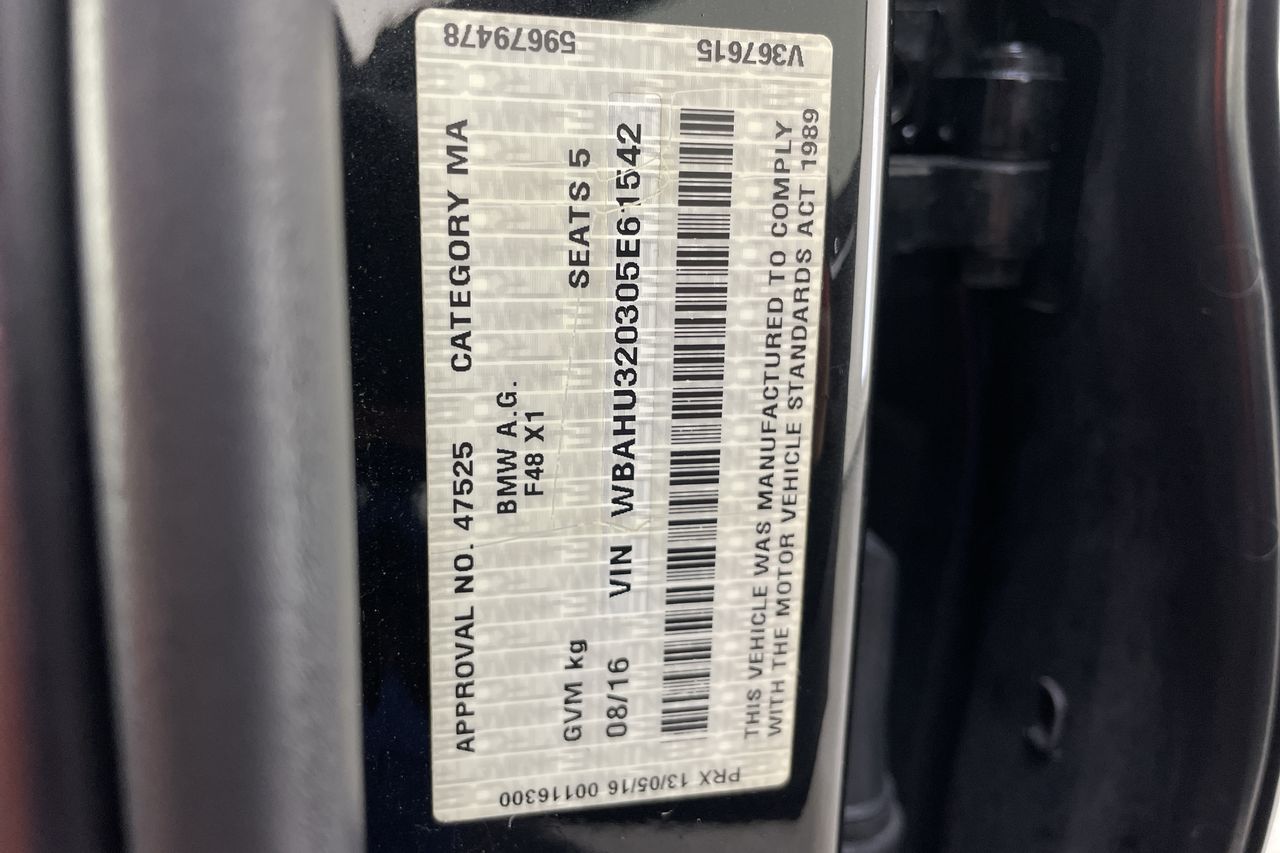 APPROVAL NO. 47525 CATEGORY MA
BMW A.G.
F48 X1
GVM kg SEATS 5
08/16 VIN WBAHU320305E61542
THIS VEHICLE WAS MANUFACTURED TO COMPLY
WITH THE MOTOR VEHICLE STANDARDS ACT 1989
59679478
V367615
PRX 13/05/16 00116300